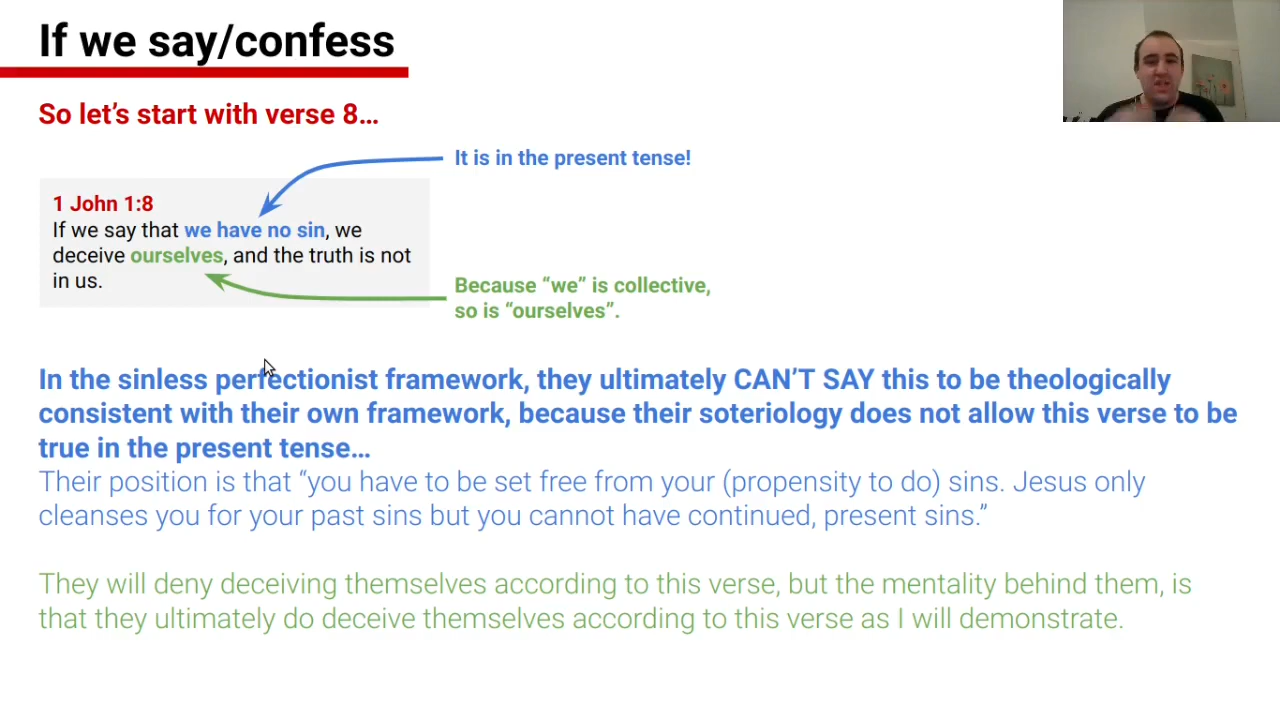 If we say/confess
So let’s start with verse 8…
It is in the present tense!
1 John 1:8
If we say that we have no sin, we
deceive ourselves, and the truth is not
in us.
Because “we” is collective,
so is “ourselves”.
In the sinless perfectionist framework, they ultimately CAN’T SAY this to be theologically
consistent with their own framework, because their soteriology does not allow this verse to be
true in the present tense…
Their position is that “you have to be set free from your (propensity to do) sins. Jesus only
cleanses you for your past sins but you cannot have continued, present sins.”
They will deny deceiving themselves according to this verse, but the mentality behind them, is
that they ultimately do deceive themselves according to this verse as I will demonstrate.